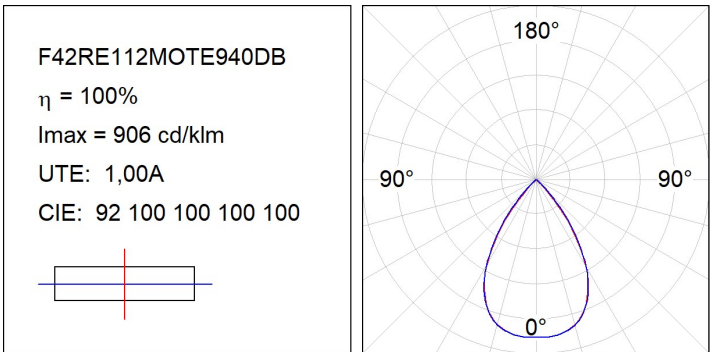 F42RE112MOTE940DB
η = 100%
Imax = 906 cd/klm
UTE: 1,00A
CIE: 92 100 100 100 100
180°
90° 90°
0°